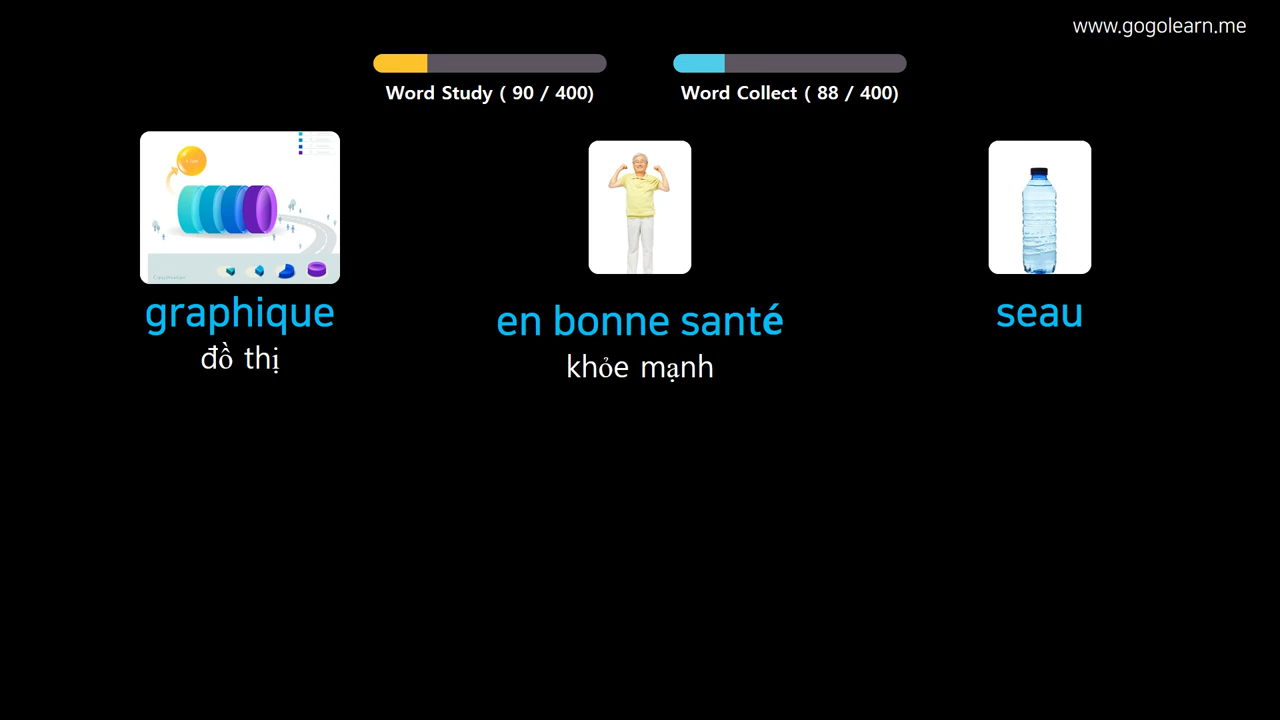 www.gogolearn.me
Word Study ( 90 / 400)
Word Collect ( 88 / 400)
graphique
đồ thị
en bonne santé
khỏe mạnh
seau